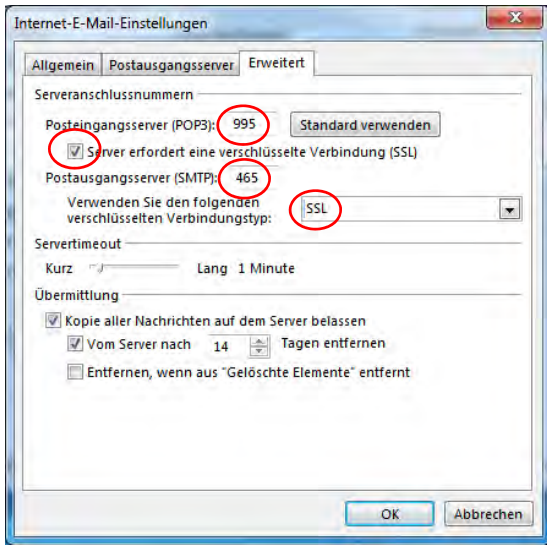 Internet-E-Mail-Einstellungen
Allgemein Postausgangsserver Erweitert
Serveranschlussnummern
Posteingangsserver (POP3): 995 Standard verwenden
Server erfordert eine verschlüsselte Verbindung (SSL)
Postausgangsserver (SMTP): 465
Verwenden Sie den folgenden
verschlüsselten Verbindungstyp: SSL
Servertimeout
Kurz Lang 1 Minute
Übermittlung
Kopie aller Nachrichten auf dem Server belassen
Vom Server nach 14 Tagen entfernen
Entfernen, wenn aus "Gelöschte Elemente" entfernt
OK Abbrechen